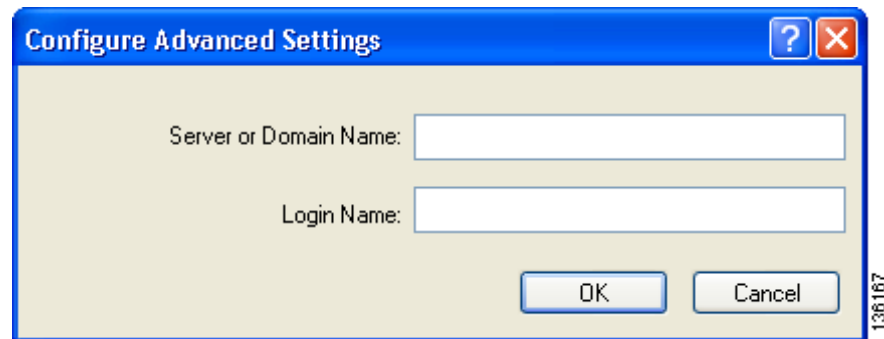 Configure Advanced Settings ?
Server or Domain Name:
Login Name:
OK Cancel
136167